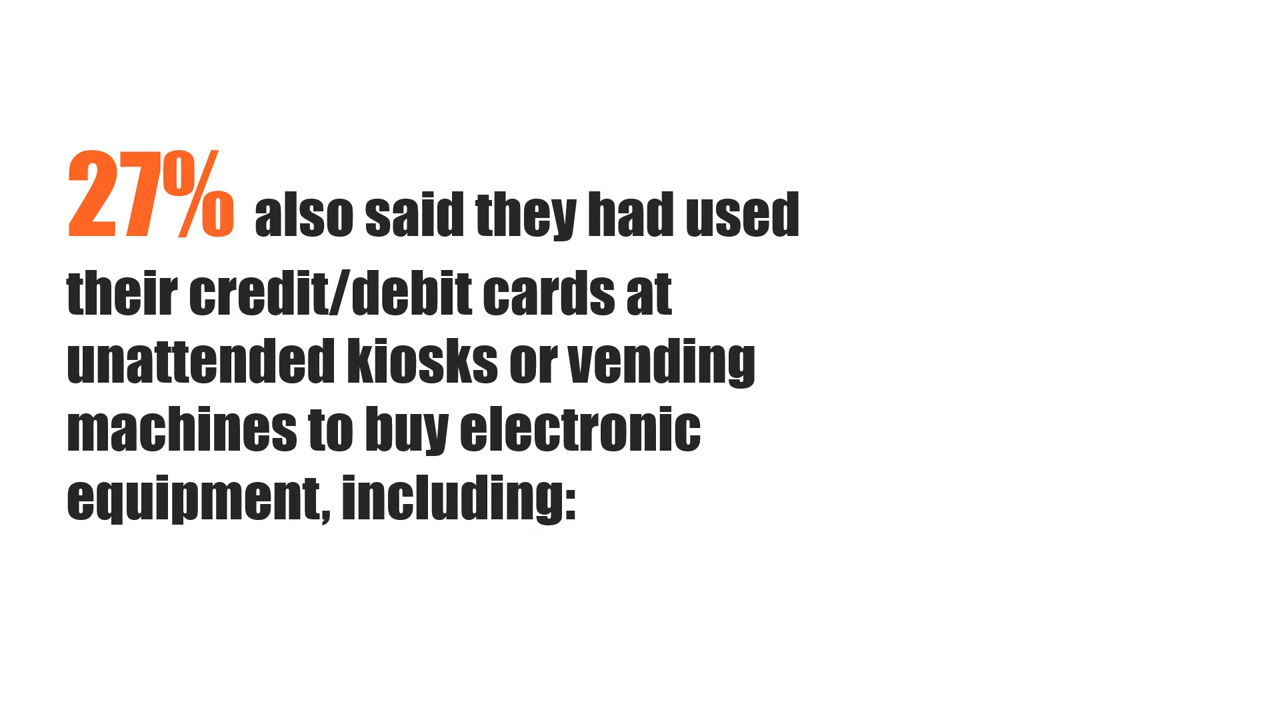 27% also said they had used
their credit/debit cards at
unattended kiosks or vending
machines to buy electronic
equipment, including: